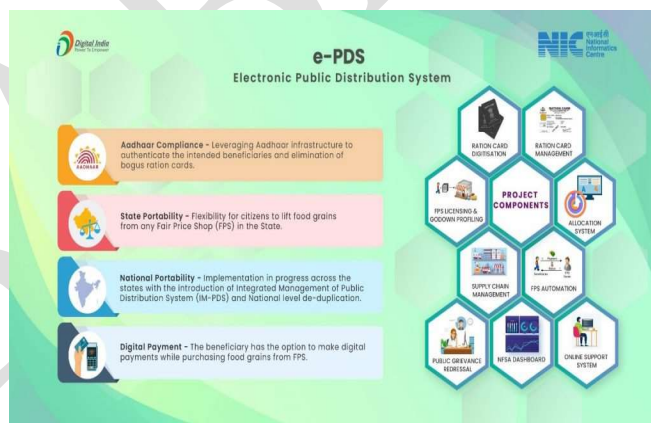 Digital India
Power To Empower
e-PDS
Electronic Public Distribution System
NIC
एन आई सी
National
Informatics
Centre
AADHAAR
Aadhaar Compliance - Leveraging Aadhaar infrastructure to
authenticate the intended beneficiaries and elimination of
bogus ration cards.
State Portability - Flexibility for citizens to lift food grains
from any Fair Price Shop (FPS) in the State.
National Portability - Implementation in progress across the
states with the introduction of Integrated Management of Public
Distribution System (IM-PDS) and National level de-duplication.
Digital Payment - The beneficiary has the option to make digital
payments while purchasing food grains from FPS.
RATION CARD
DIGITISATION
RATION CARD
MANAGEMENT
FPS LICENSING &
GODOWN PROFILING
PROJECT
COMPONENTS
ALLOCATION
SYSTEM
SUPPLY CHAIN
MANAGEMENT
FPS AUTOMATION
PUBLIC GRIEVANCE
REDRESSAL
NFSA DASHBOARD
ONLINE SUPPORT
SYSTEM